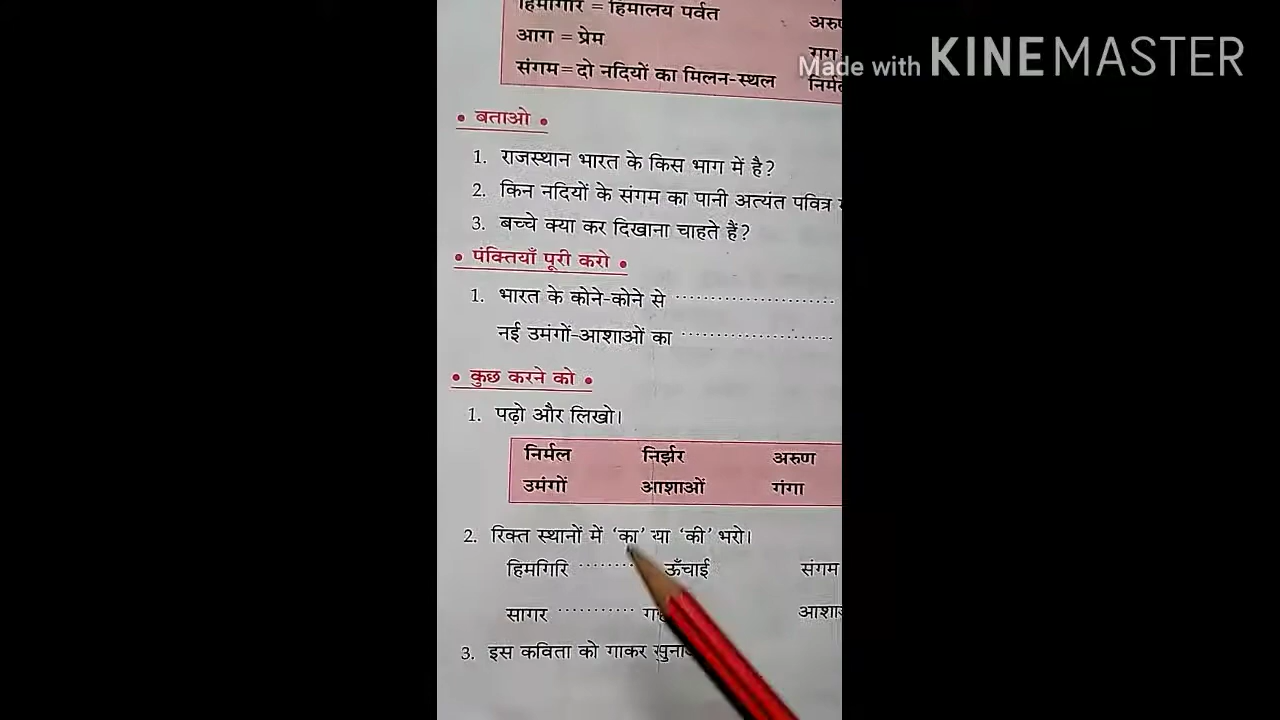 हिमगिरि = हिमालय पर्वत
आग = प्रेम
संगम = दो नदियों का मिलन-स्थल
Made with KINEMASTER
• बताओ •
1. राजस्थान भारत के किस भाग में है?
2. किन नदियों के संगम का पानी अत्यंत पवित्र
3. बच्चे क्या कर दिखाना चाहते हैं?
• पंक्तियाँ पूरी करो •
1. भारत के कोने-कोने से ........................
नई उमंगों-आशाओं का ........................
• कुछ करने को •
1. पढ़ो और लिखो।
निर्मल निर्झर अरुण
उमंगों आशाओं गंगा
2. रिक्त स्थानों में ‘का’ या ‘की’ भरो।
हिमगिरि ........ ऊँचाई संगम
सागर ...........
3. इस कविता को गाकर